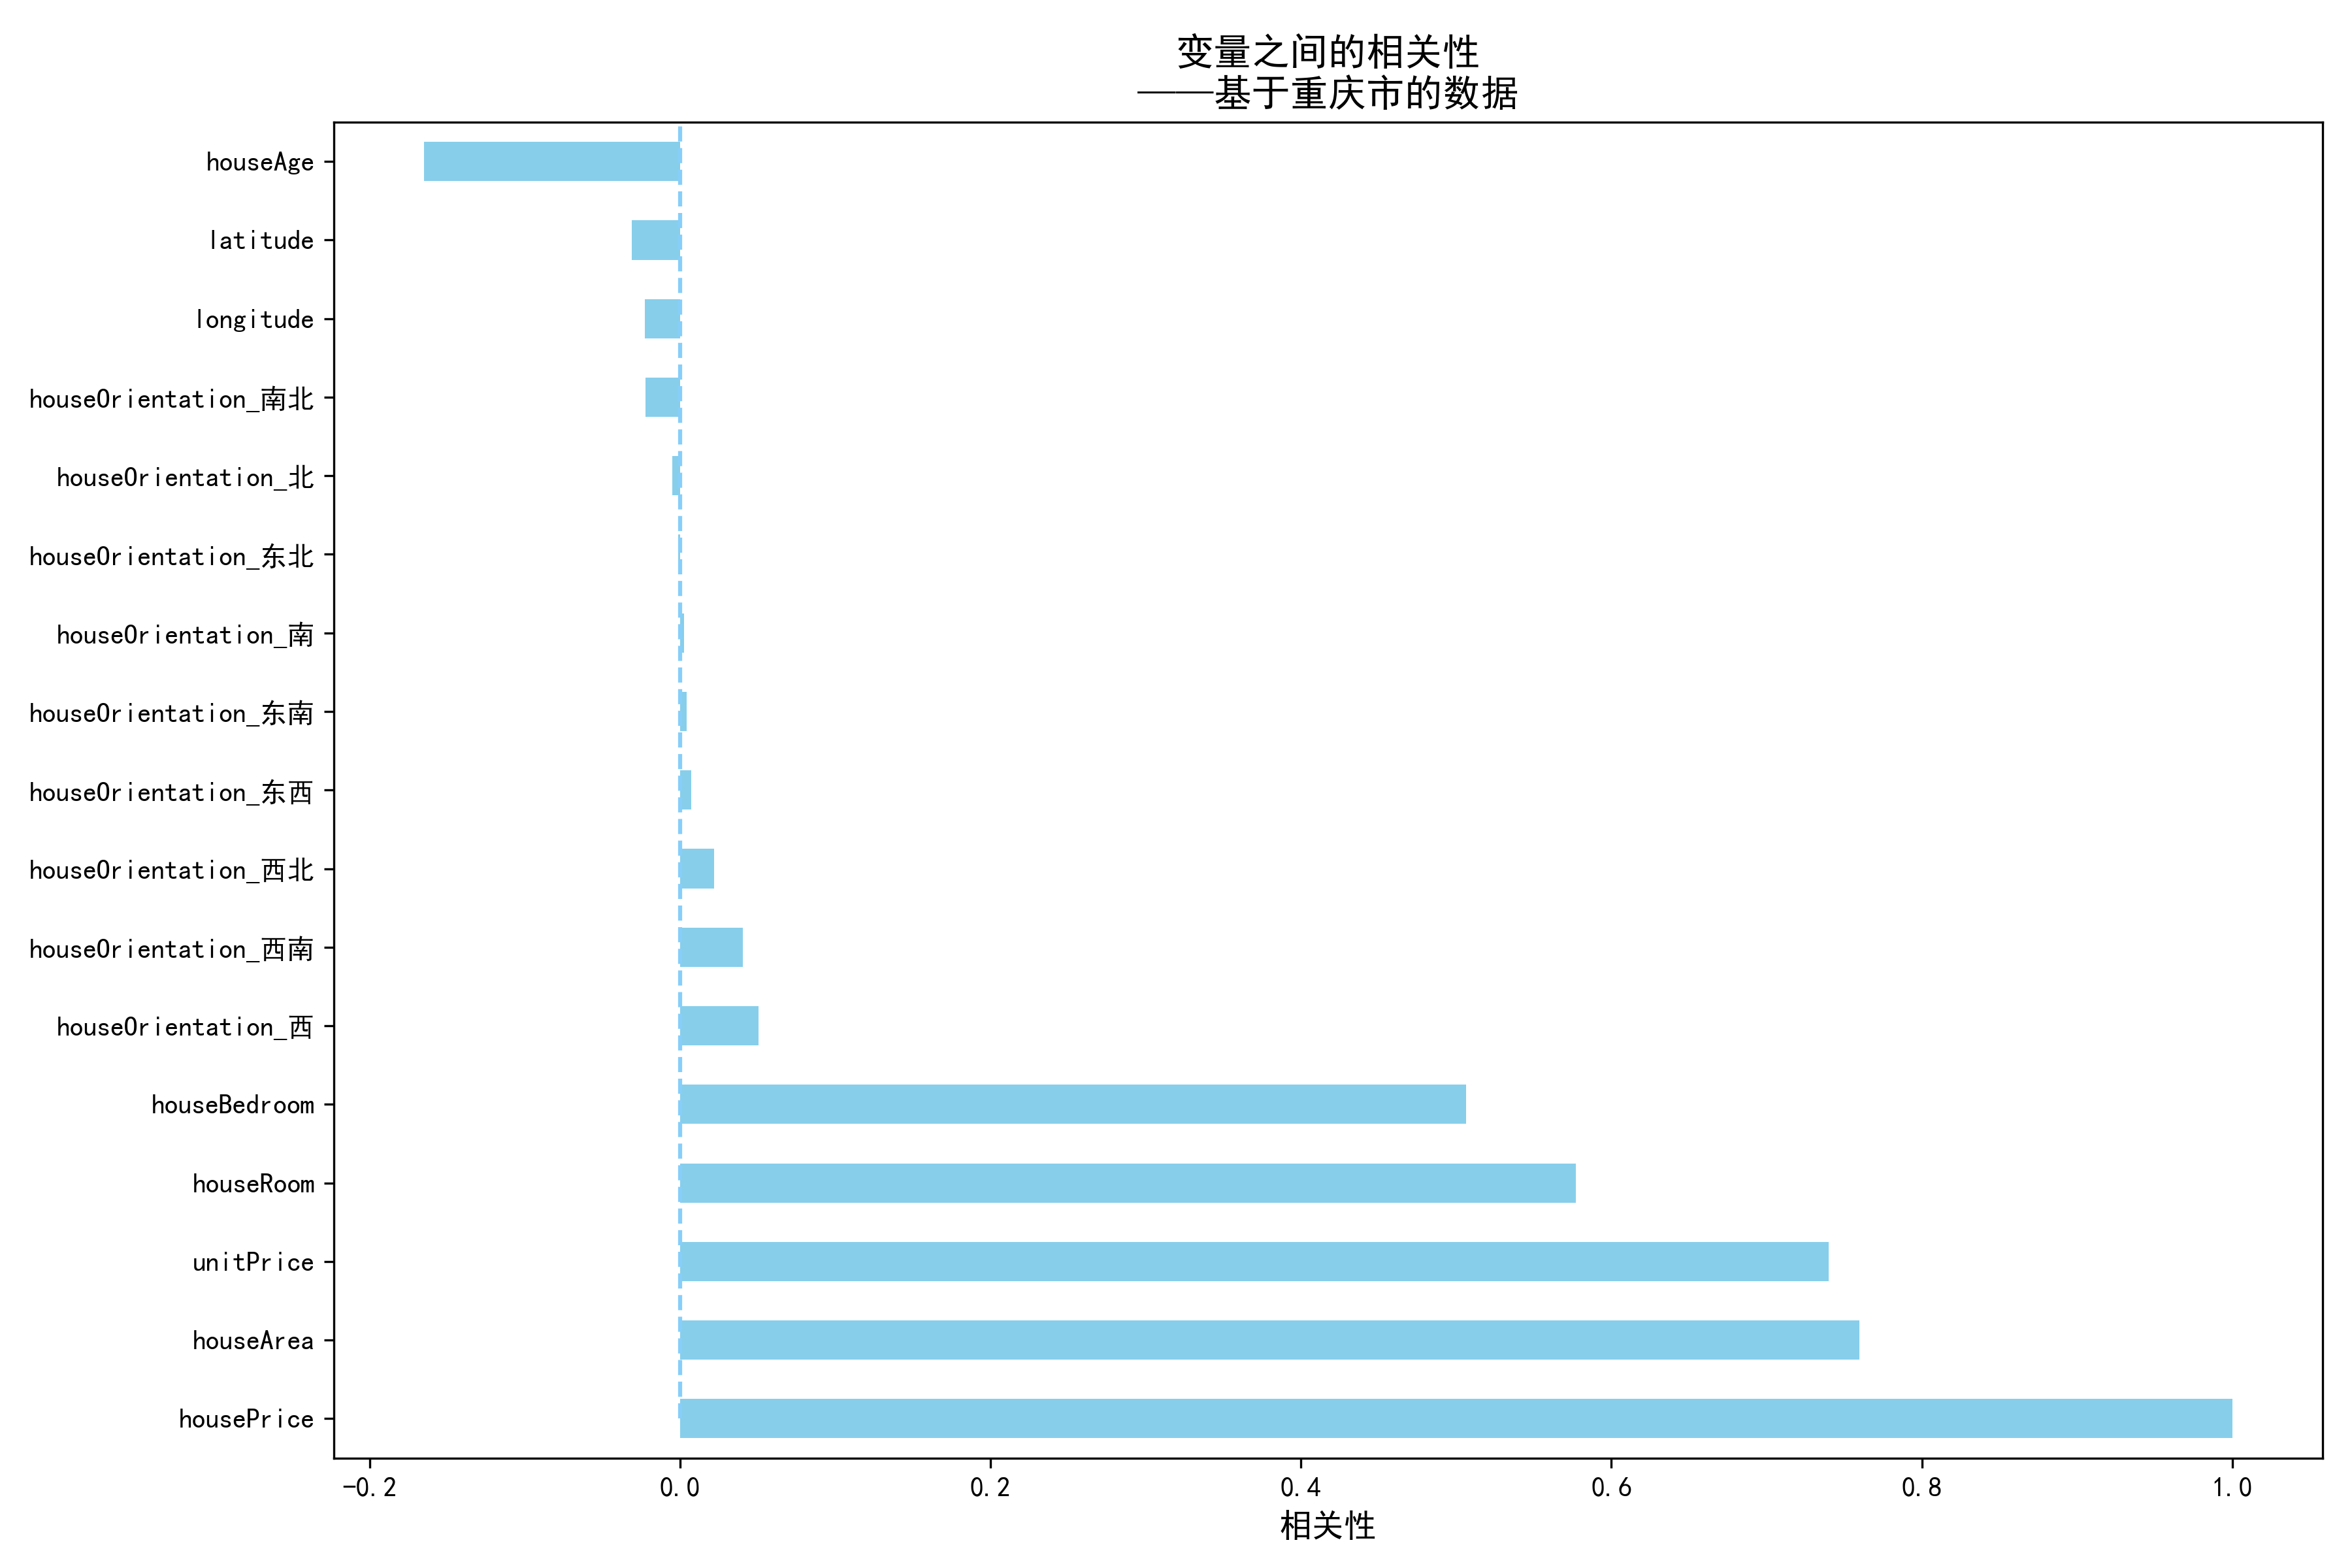 变量之间的相关性
——基于重庆市的数据
houseAge
latitude
longitude
houseOrientation_南北
houseOrientation_北
houseOrientation_东北
houseOrientation_南
houseOrientation_东南
houseOrientation_东西
houseOrientation_西北
houseOrientation_西南
houseOrientation_西
houseBedroom
houseRoom
unitPrice
houseArea
housePrice
-0.2 0.0 0.2 0.4 0.6 0.8 1.0
相关性